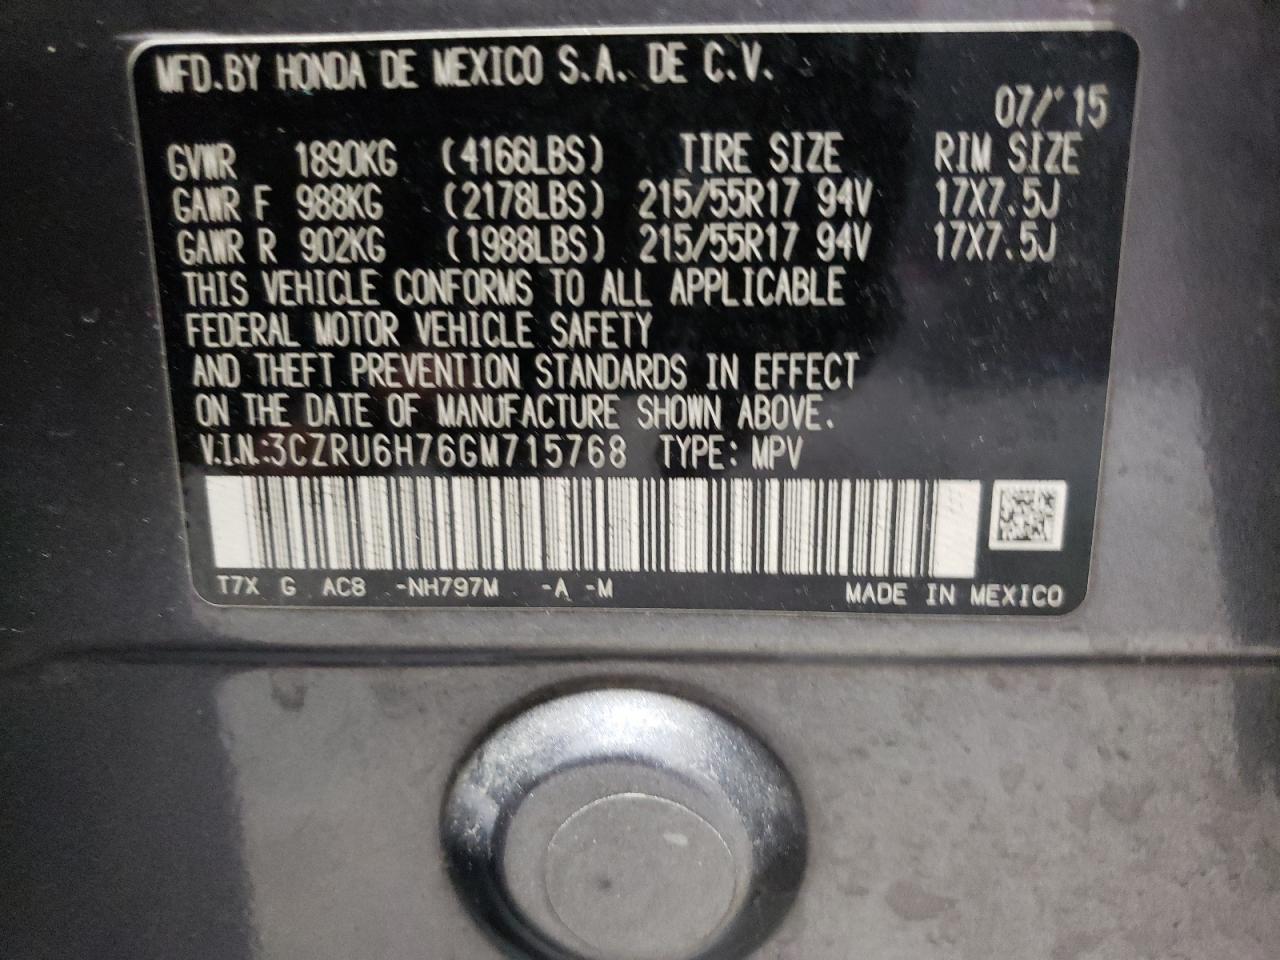 MFD.BY HONDA DE MEXICO S.A. DE C.V.
07/'15
GVWR 1890KG (4166LBS) TIRE SIZE RIM SIZE
GAWR F 988KG (2178LBS) 215/55R17 94V 17X7.5J
GAWR R 902KG (1988LBS) 215/55R17 94V 17X7.5J
THIS VEHICLE CONFORMS TO ALL APPLICABLE
FEDERAL MOTOR VEHICLE SAFETY
AND THEFT PREVENTION STANDARDS IN EFFECT
ON THE DATE OF MANUFACTURE SHOWN ABOVE.
V.I.N.:3CZRU6H76GM715768 TYPE: MPV
T7X G AC8 -NH797M -A -M MADE IN MEXICO